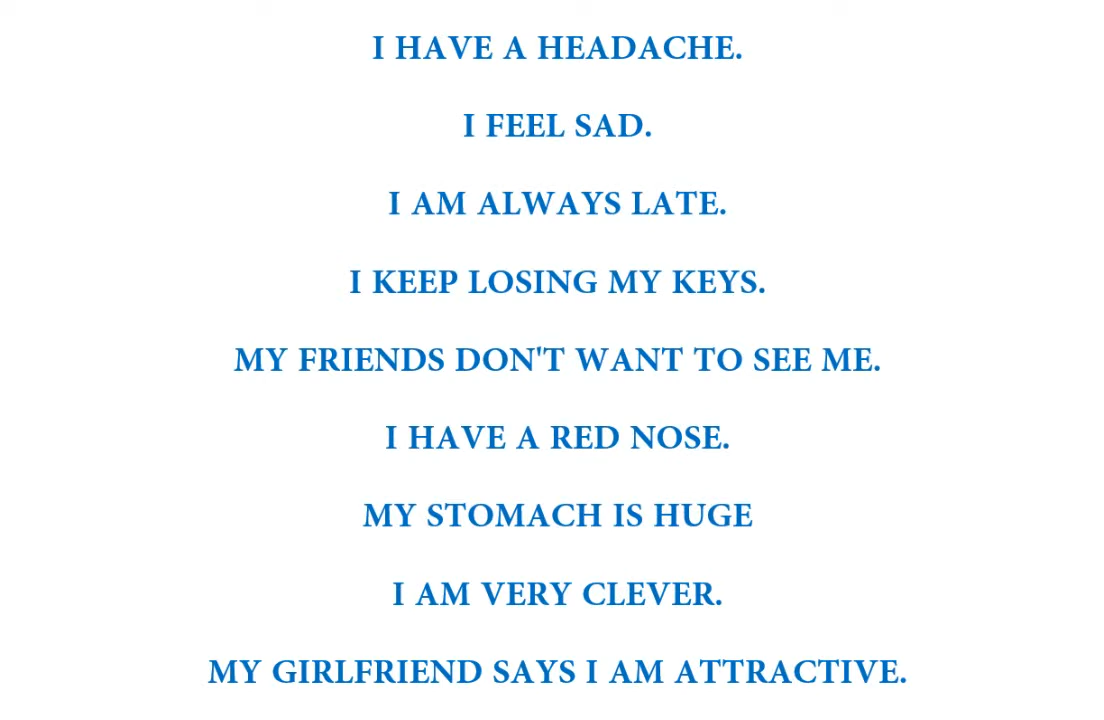 I HAVE A HEADACHE.
I FEEL SAD.
I AM ALWAYS LATE.
I KEEP LOSING MY KEYS.
MY FRIENDS DON'T WANT TO SEE ME.
I HAVE A RED NOSE.
MY STOMACH IS HUGE
I AM VERY CLEVER.
MY GIRLFRIEND SAYS I AM ATTRACTIVE.